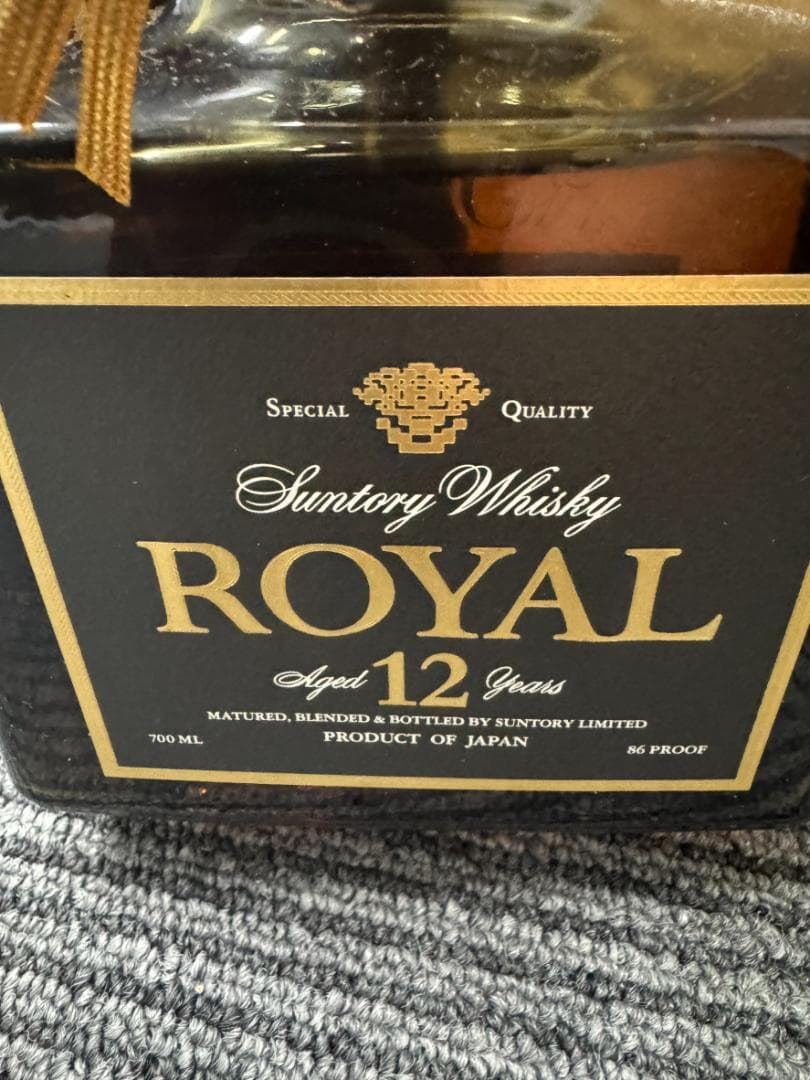 SPECIAL QUALITY
Suntory Whisky
ROYAL
Aged 12 Years
MATURED, BLENDED & BOTTLED BY SUNTORY LIMITED
700 ML PRODUCT OF JAPAN 86 PROOF